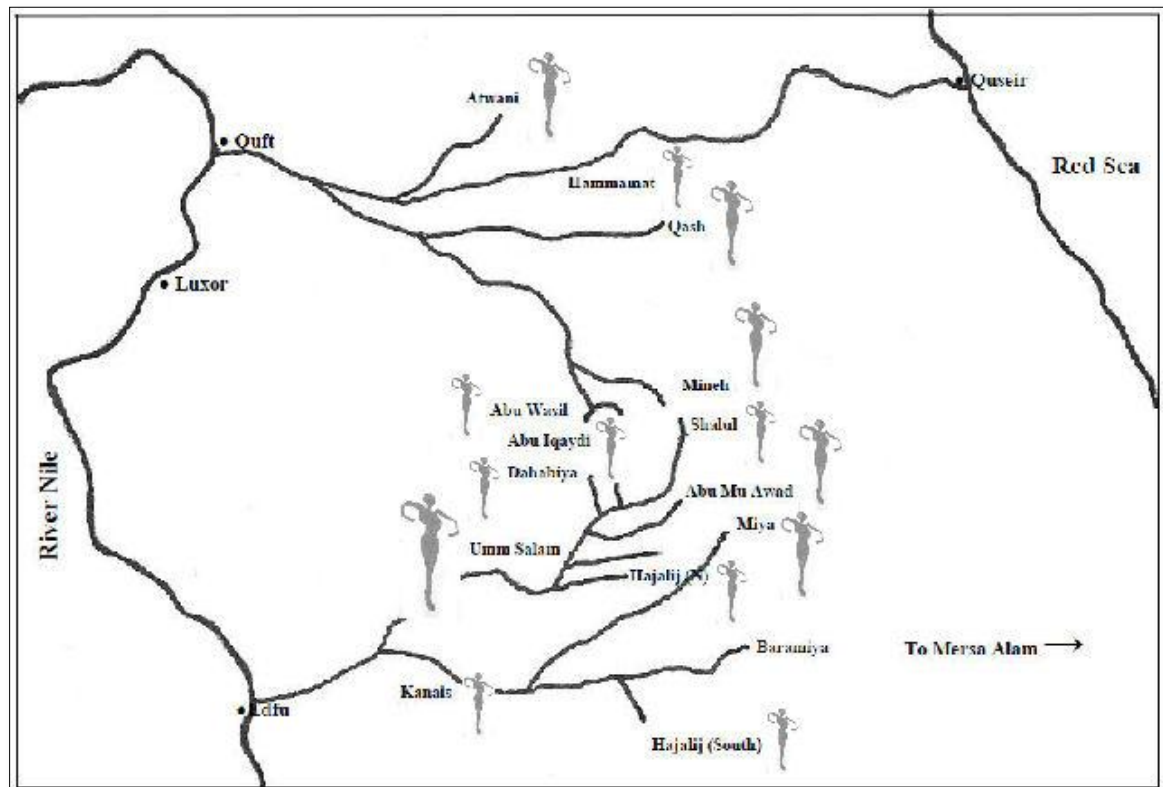 Atwani
Quseir
Quft
Red Sea
Hammamat
Qash
Luxor
Mineh
Abu Wasil
Shalul
Abu Iqaydi
Dahabiya
Abu Mu Awad
River Nile
Miya
Umm Salam
Hajalij (N)
Baramiya
To Mersa Alam →
Kanais
Idfu
Hajalij (South)